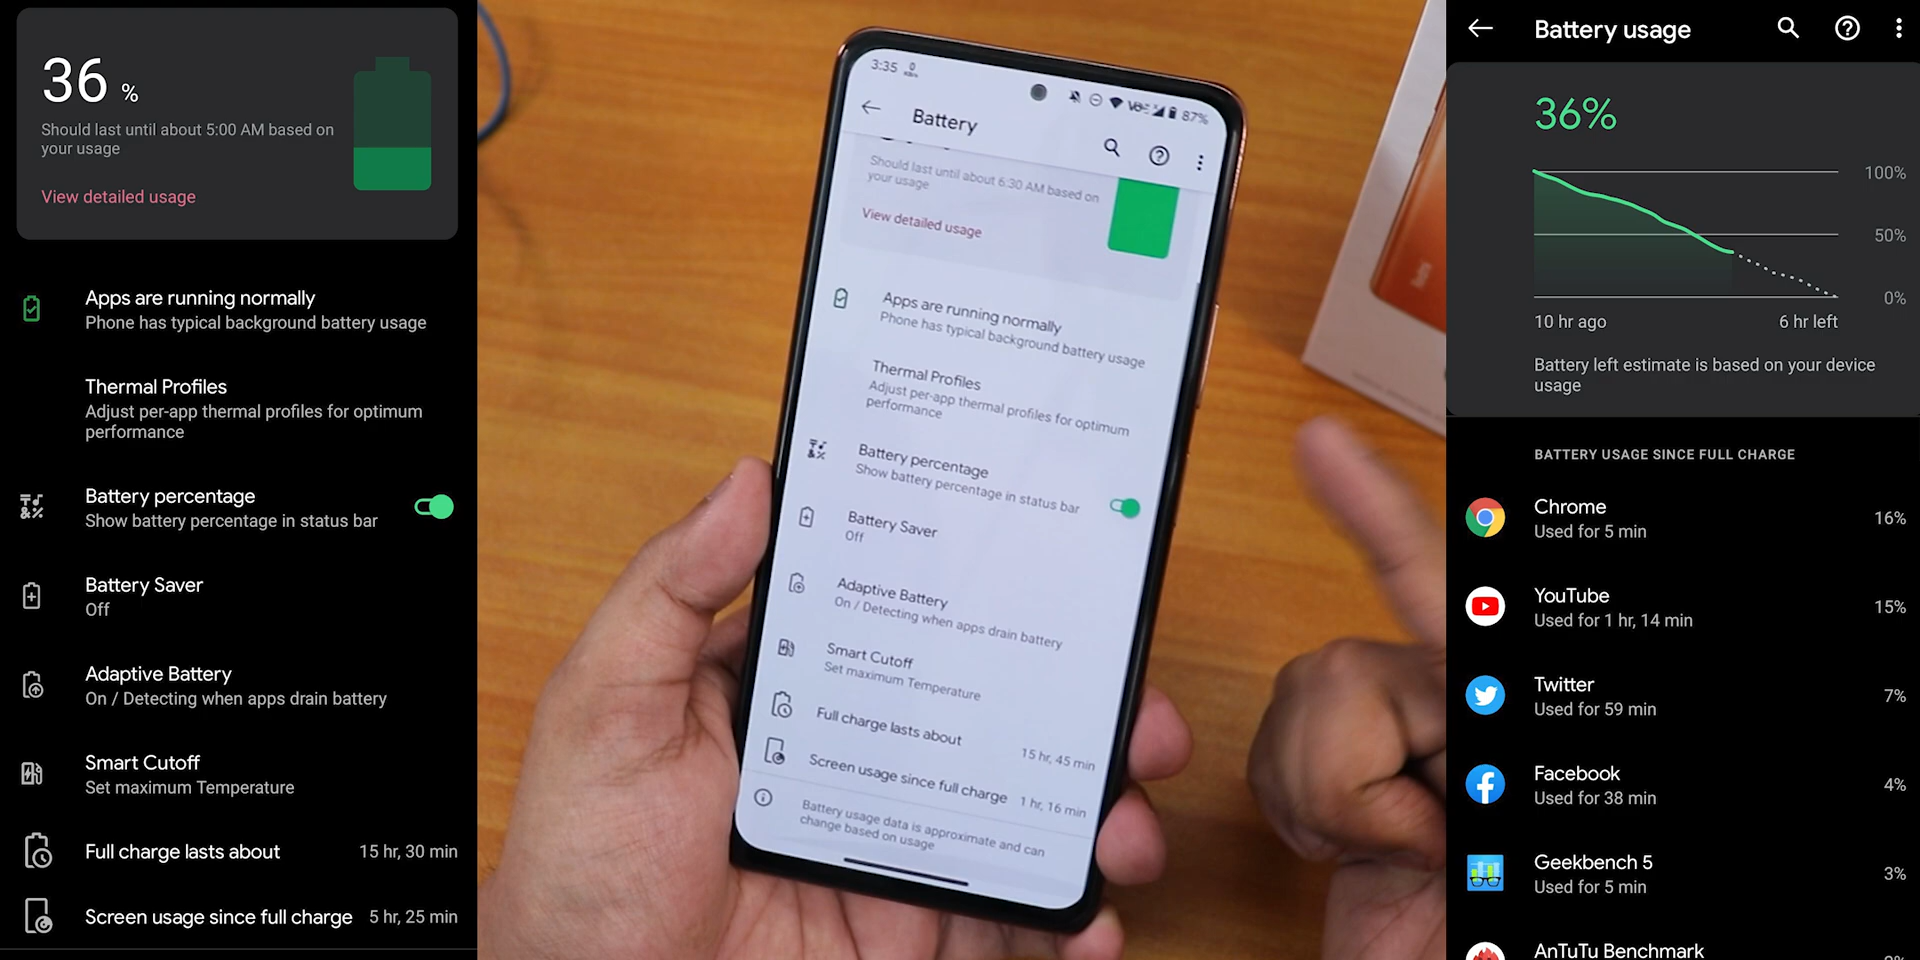 36 %
Should last until about 5:00 AM based on
your usage
View detailed usage
Apps are running normally
Phone has typical background battery usage
Thermal Profiles
Adjust per-app thermal profiles for optimum
performance
Battery percentage
Show battery percentage in status bar
Battery Saver
Off
Adaptive Battery
On / Detecting when apps drain battery
Smart Cutoff
Set maximum Temperature
Full charge lasts about 15 hr, 30 min
Screen usage since full charge 5 hr, 25 min
3:35 87%
Battery
Should last until about 6:30 AM based on
your usage
View detailed usage
Apps are running normally
Phone has typical background battery usage
Thermal Profiles
Adjust per-app thermal profiles for optimum
performance
Battery percentage
Show battery percentage in status bar
Battery Saver
Off
Adaptive Battery
On / Detecting when apps drain battery
Smart Cutoff
Set maximum Temperature
Full charge lasts about 15 hr, 45 min
Screen usage since full charge 1 hr, 16 min
Battery usage data is approximate and can
change based on usage
Battery usage
36%
100%
50%
0%
10 hr ago 6 hr left
Battery left estimate is based on your device
usage
BATTERY USAGE SINCE FULL CHARGE
Chrome
Used for 5 min
16%
YouTube
Used for 1 hr, 14 min
15%
Twitter
Used for 59 min
7%
Facebook
Used for 38 min
4%
Geekbench 5
Used for 5 min
3%
AnTuTu Benchmark